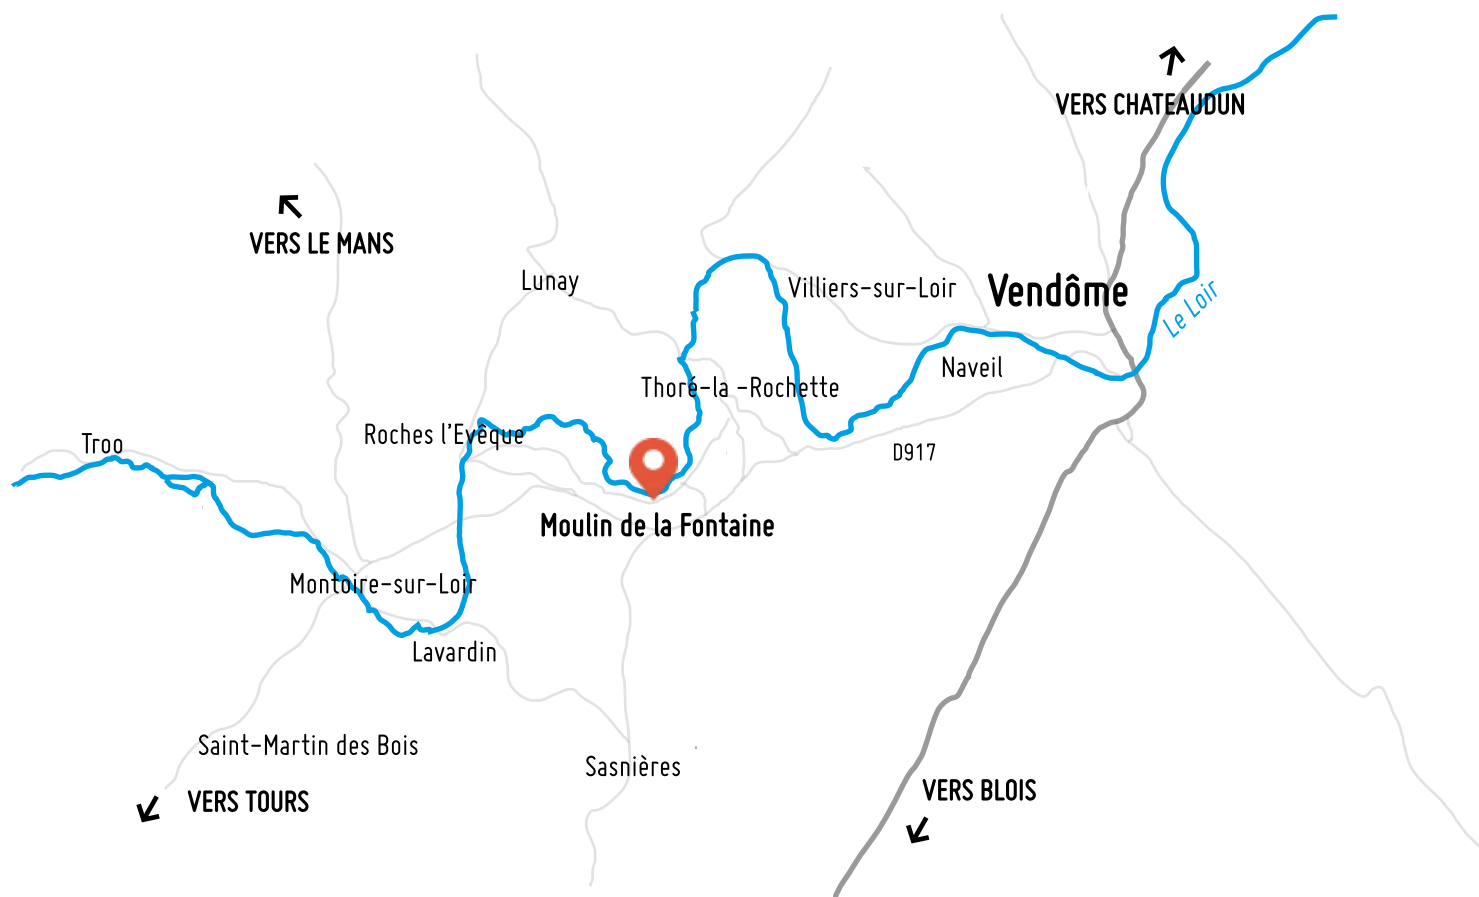 VERS CHATEAUDUN
VERS LE MANS
Lunay
Villiers-sur-Loir
Vendôme
Le Loir
Naveil
Thoré-la -Rochette
Roches l'Evêque
Troo
D917
Moulin de la Fontaine
Montoire-sur-Loir
Lavardin
Saint-Martin des Bois
Sasnières
VERS TOURS
VERS BLOIS